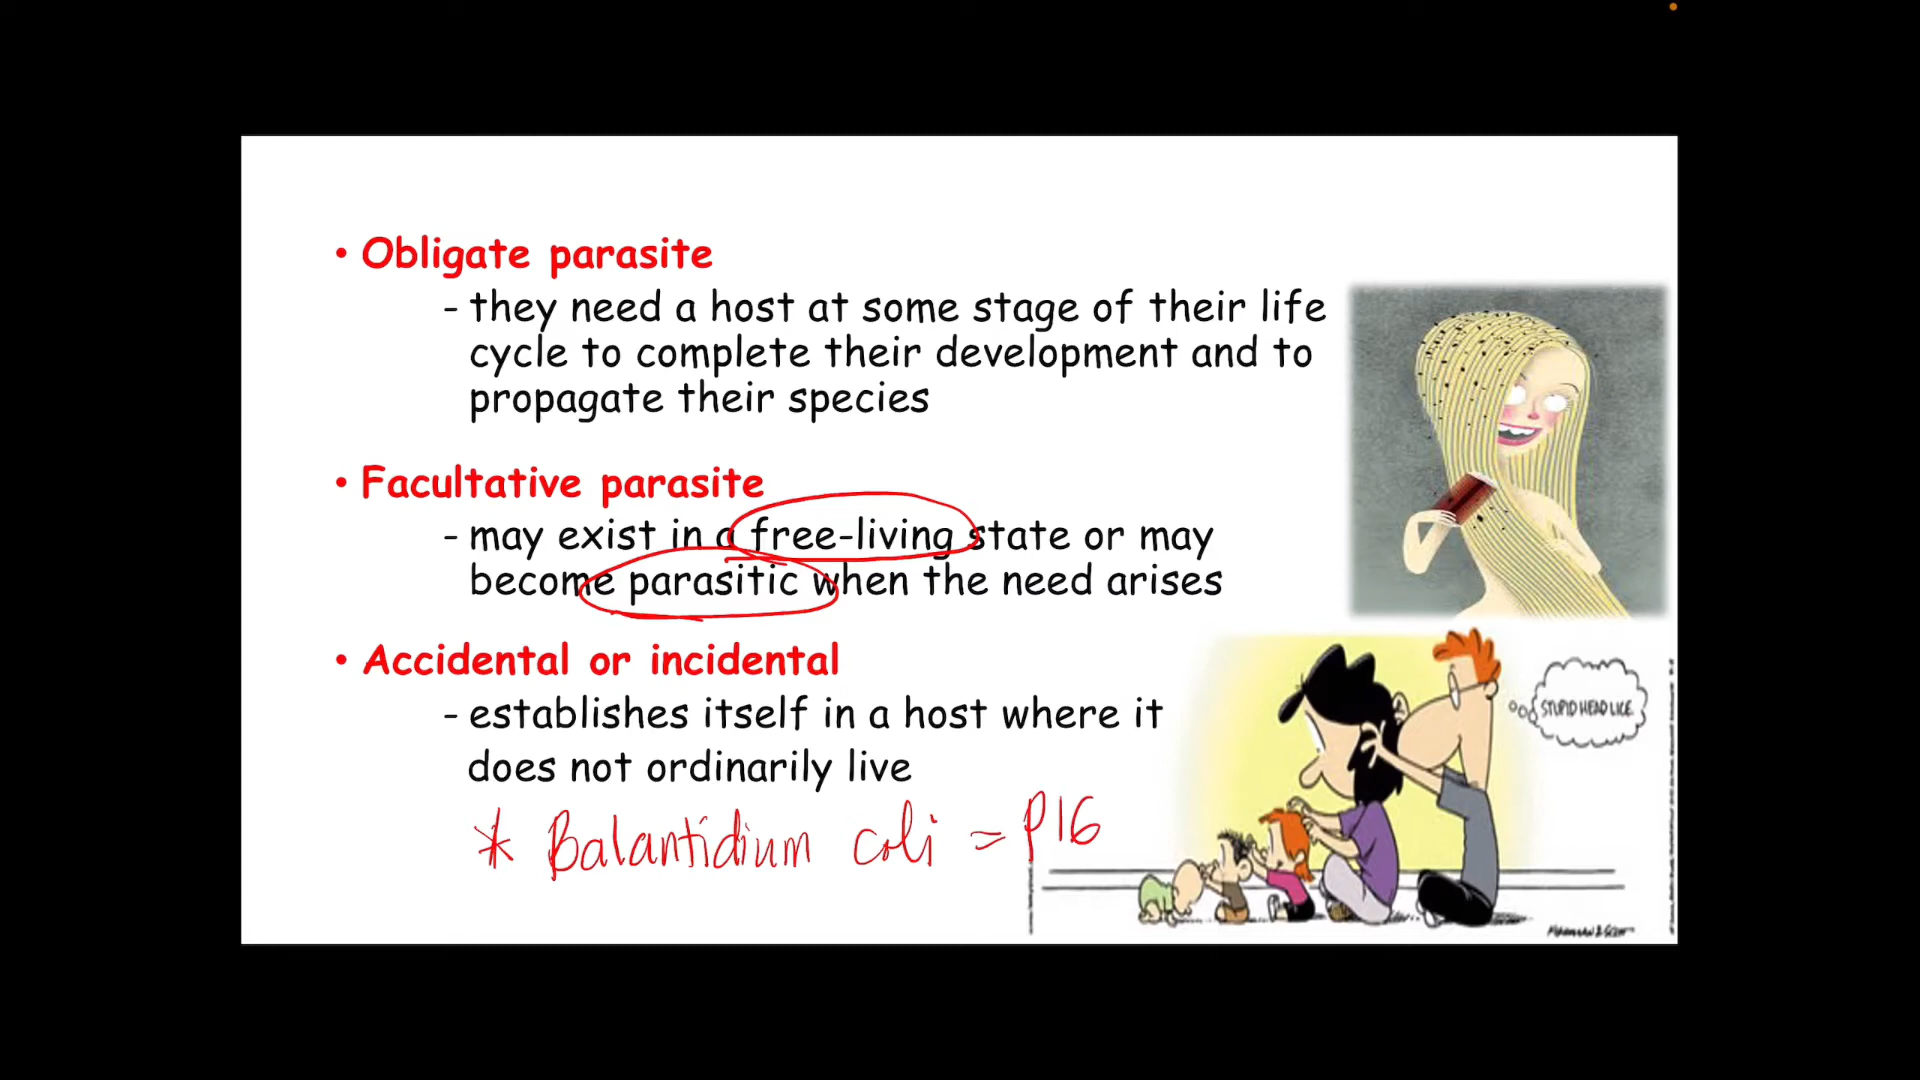 • Obligate parasite
- they need a host at some stage of their life
cycle to complete their development and to
propagate their species
• Facultative parasite
- may exist in a free-living state or may
become parasitic when the need arises
• Accidental or incidental
- establishes itself in a host where it
does not ordinarily live
* Balantidium coli = P16
STUPID HEAD LICE.